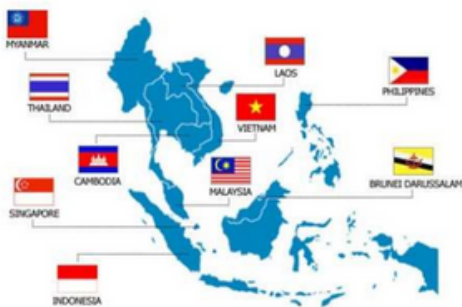 MYANMAR
LAOS
PHILIPPINES
THAILAND
VIETNAM
CAMBODIA
MALAYSIA
BRUNEI DARUSSALAM
SINGAPORE
INDONESIA